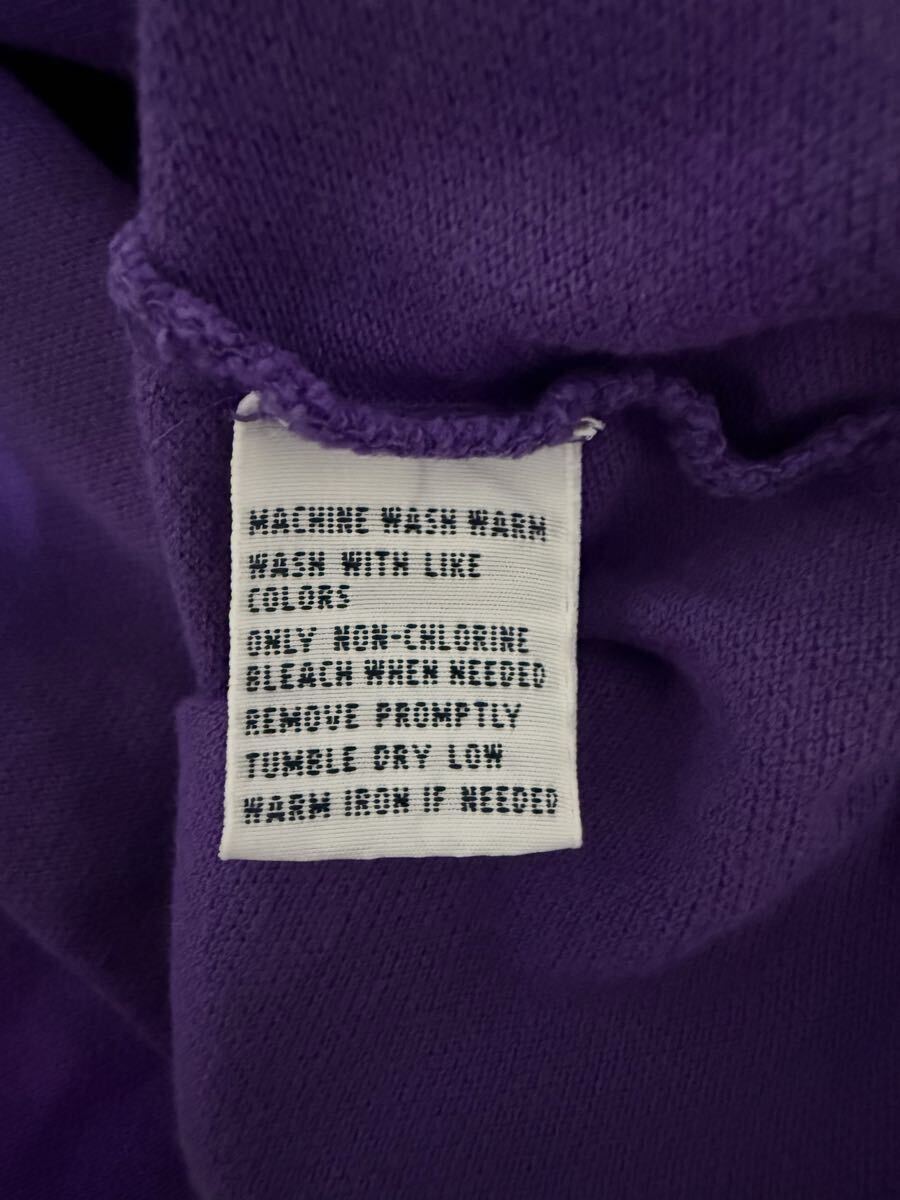 MACHINE WASH WARM
WASH WITH LIKE
COLORS
ONLY NON-CHLORINE
BLEACH WHEN NEEDED
REMOVE PROMPTLY
TUMBLE DRY LOW
WARM IRON IF NEEDED